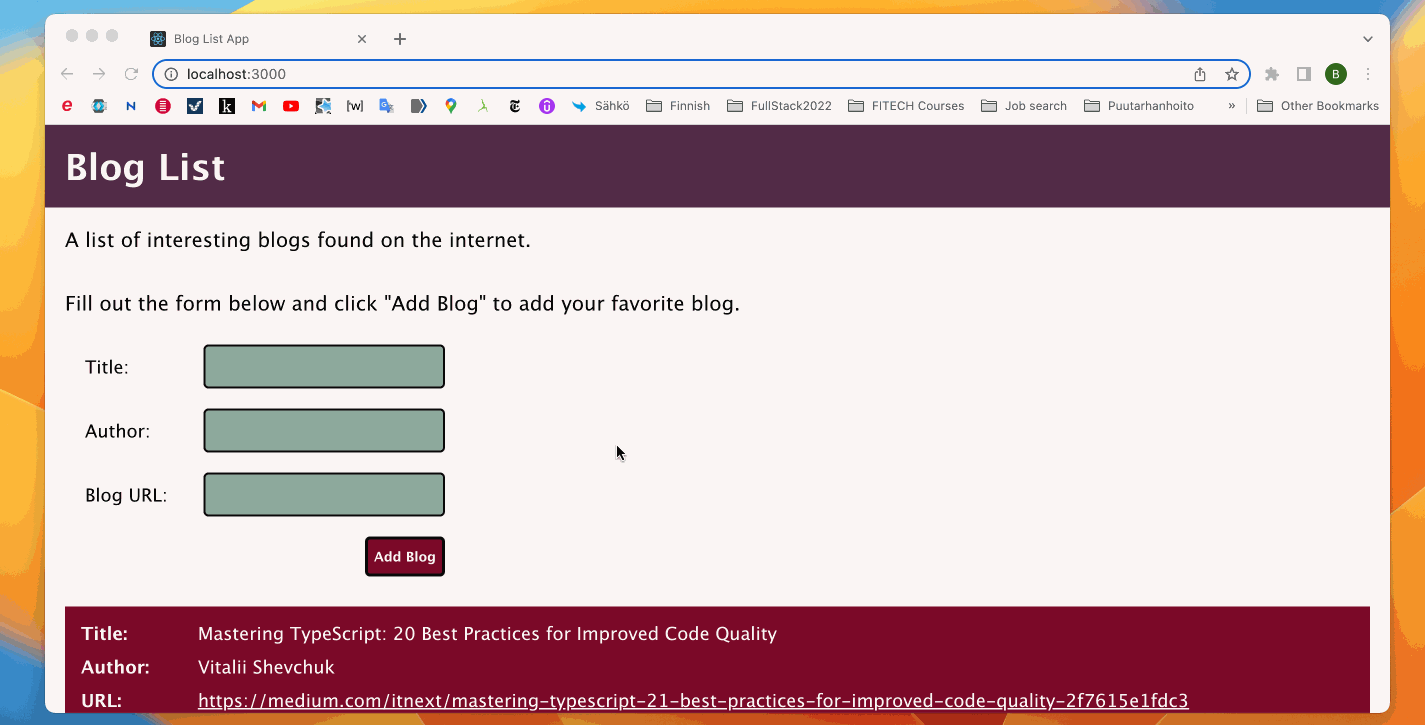 Blog List App
localhost:3000
B
e N k [w] Sähkö Finnish FullStack2022 FITECH Courses Job search Puutarhanhoito » Other Bookmarks
Blog List
A list of interesting blogs found on the internet.
Fill out the form below and click "Add Blog" to add your favorite blog.
Title:
Author:
Blog URL:
Add Blog
Title: Mastering TypeScript: 20 Best Practices for Improved Code Quality
Author: Vitalii Shevchuk
URL: https://medium.com/itnext/mastering-typescript-21-best-practices-for-improved-code-quality-2f7615e1fdc3